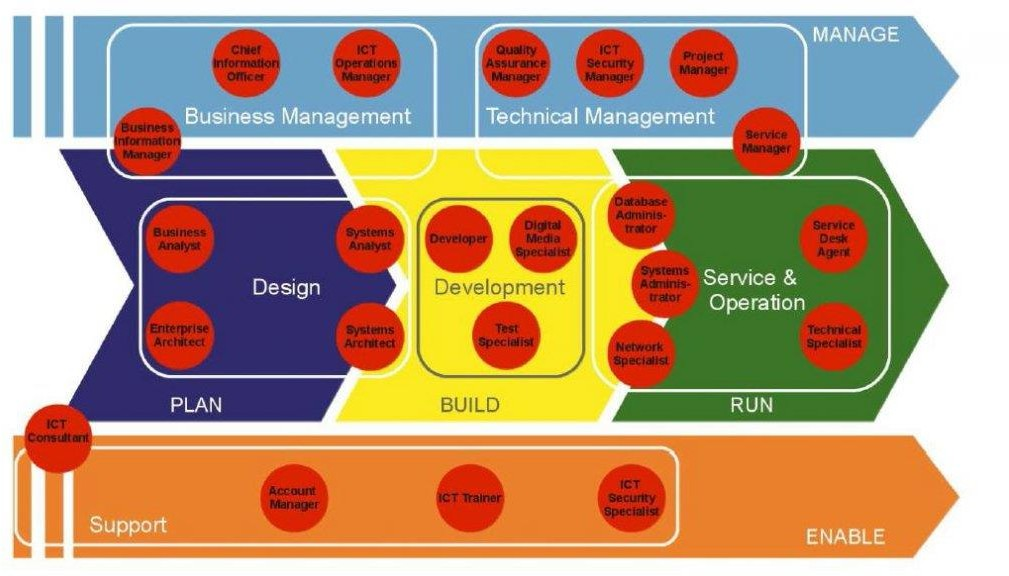 MANAGE
Chief
Information
Officer
ICT
Operations
Manager
Quality
Assurance
Manager
ICT
Security
Manager
Project
Manager
Business Management
Technical Management
Business
Information
Manager
Service
Manager
Business
Analyst
Systems
Analyst
Enterprise
Architect
Systems
Architect
Design
PLAN
Developer
Digital
Media
Specialist
Development
Test
Specialist
BUILD
Database
Adminis-
trator
Systems
Adminis-
trator
Network
Specialist
Service &
Operation
Service
Desk
Agent
Technical
Specialist
RUN
ICT
Consultant
Account
Manager
ICT Trainer
ICT
Security
Specialist
Support
ENABLE